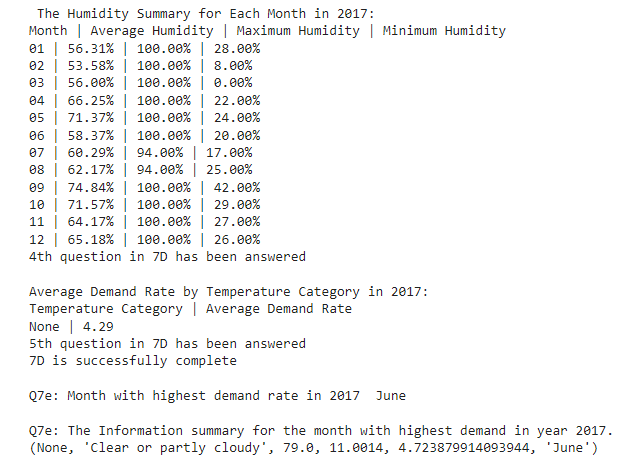 The Humidity Summary for Each Month in 2017:
Month | Average Humidity | Maximum Humidity | Minimum Humidity
01 | 56.31% | 100.00% | 28.00%
02 | 53.58% | 100.00% | 8.00%
03 | 56.00% | 100.00% | 0.00%
04 | 66.25% | 100.00% | 22.00%
05 | 71.37% | 100.00% | 24.00%
06 | 58.37% | 100.00% | 20.00%
07 | 60.29% | 94.00% | 17.00%
08 | 62.17% | 94.00% | 25.00%
09 | 74.84% | 100.00% | 42.00%
10 | 71.57% | 100.00% | 29.00%
11 | 64.17% | 100.00% | 27.00%
12 | 65.18% | 100.00% | 26.00%
4th question in 7D has been answered
Average Demand Rate by Temperature Category in 2017:
Temperature Category | Average Demand Rate
None | 4.29
5th question in 7D has been answered
7D is successfully complete
Q7e: Month with highest demand rate in 2017  June
Q7e: The Information summary for the month with highest demand in year 2017.
(None, 'Clear or partly cloudy', 79.0, 11.0014, 4.723879914093944, 'June')